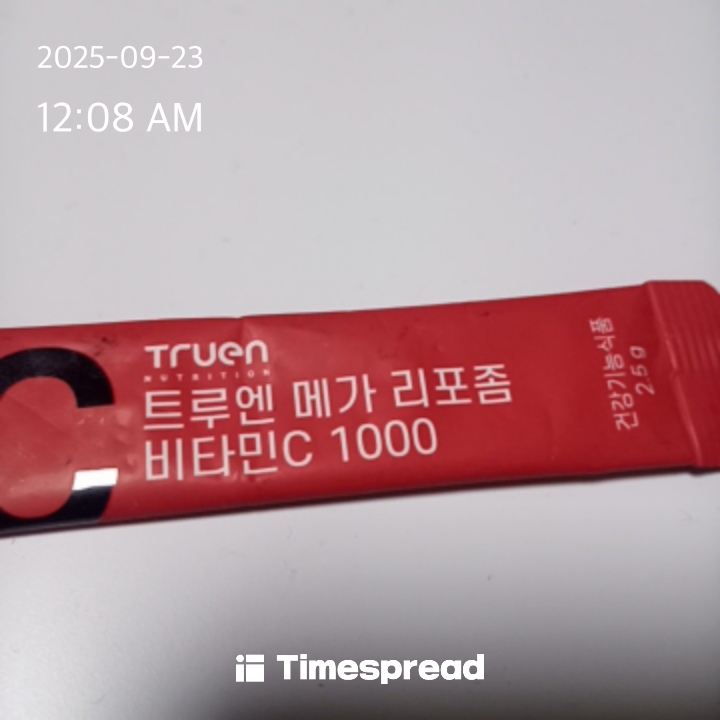 2025-09-23
12:08 AM
Truen
NUTRITION
트루엔 메가 리포좀
비타민C 1000
건강기능식품
2.5g
C
Timespread